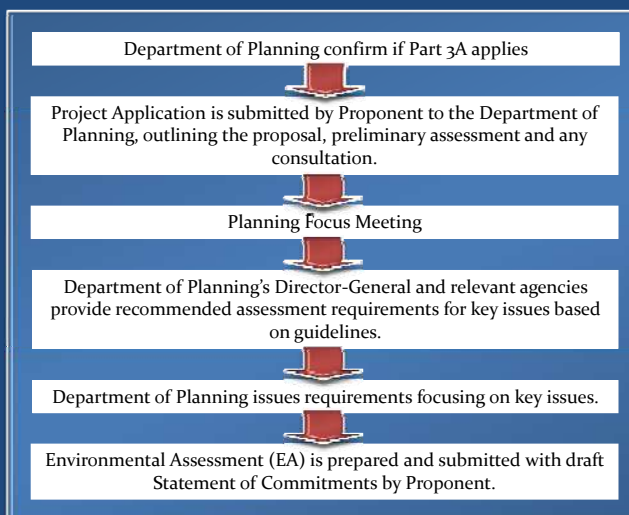 Department of Planning confirm if Part 3A applies
Project Application is submitted by Proponent to the Department of
Planning, outlining the proposal, preliminary assessment and any
consultation.
Planning Focus Meeting
Department of Planning's Director-General and relevant agencies
provide recommended assessment requirements for key issues based
on guidelines.
Department of Planning issues requirements focusing on key issues.
Environmental Assessment (EA) is prepared and submitted with draft
Statement of Commitments by Proponent.